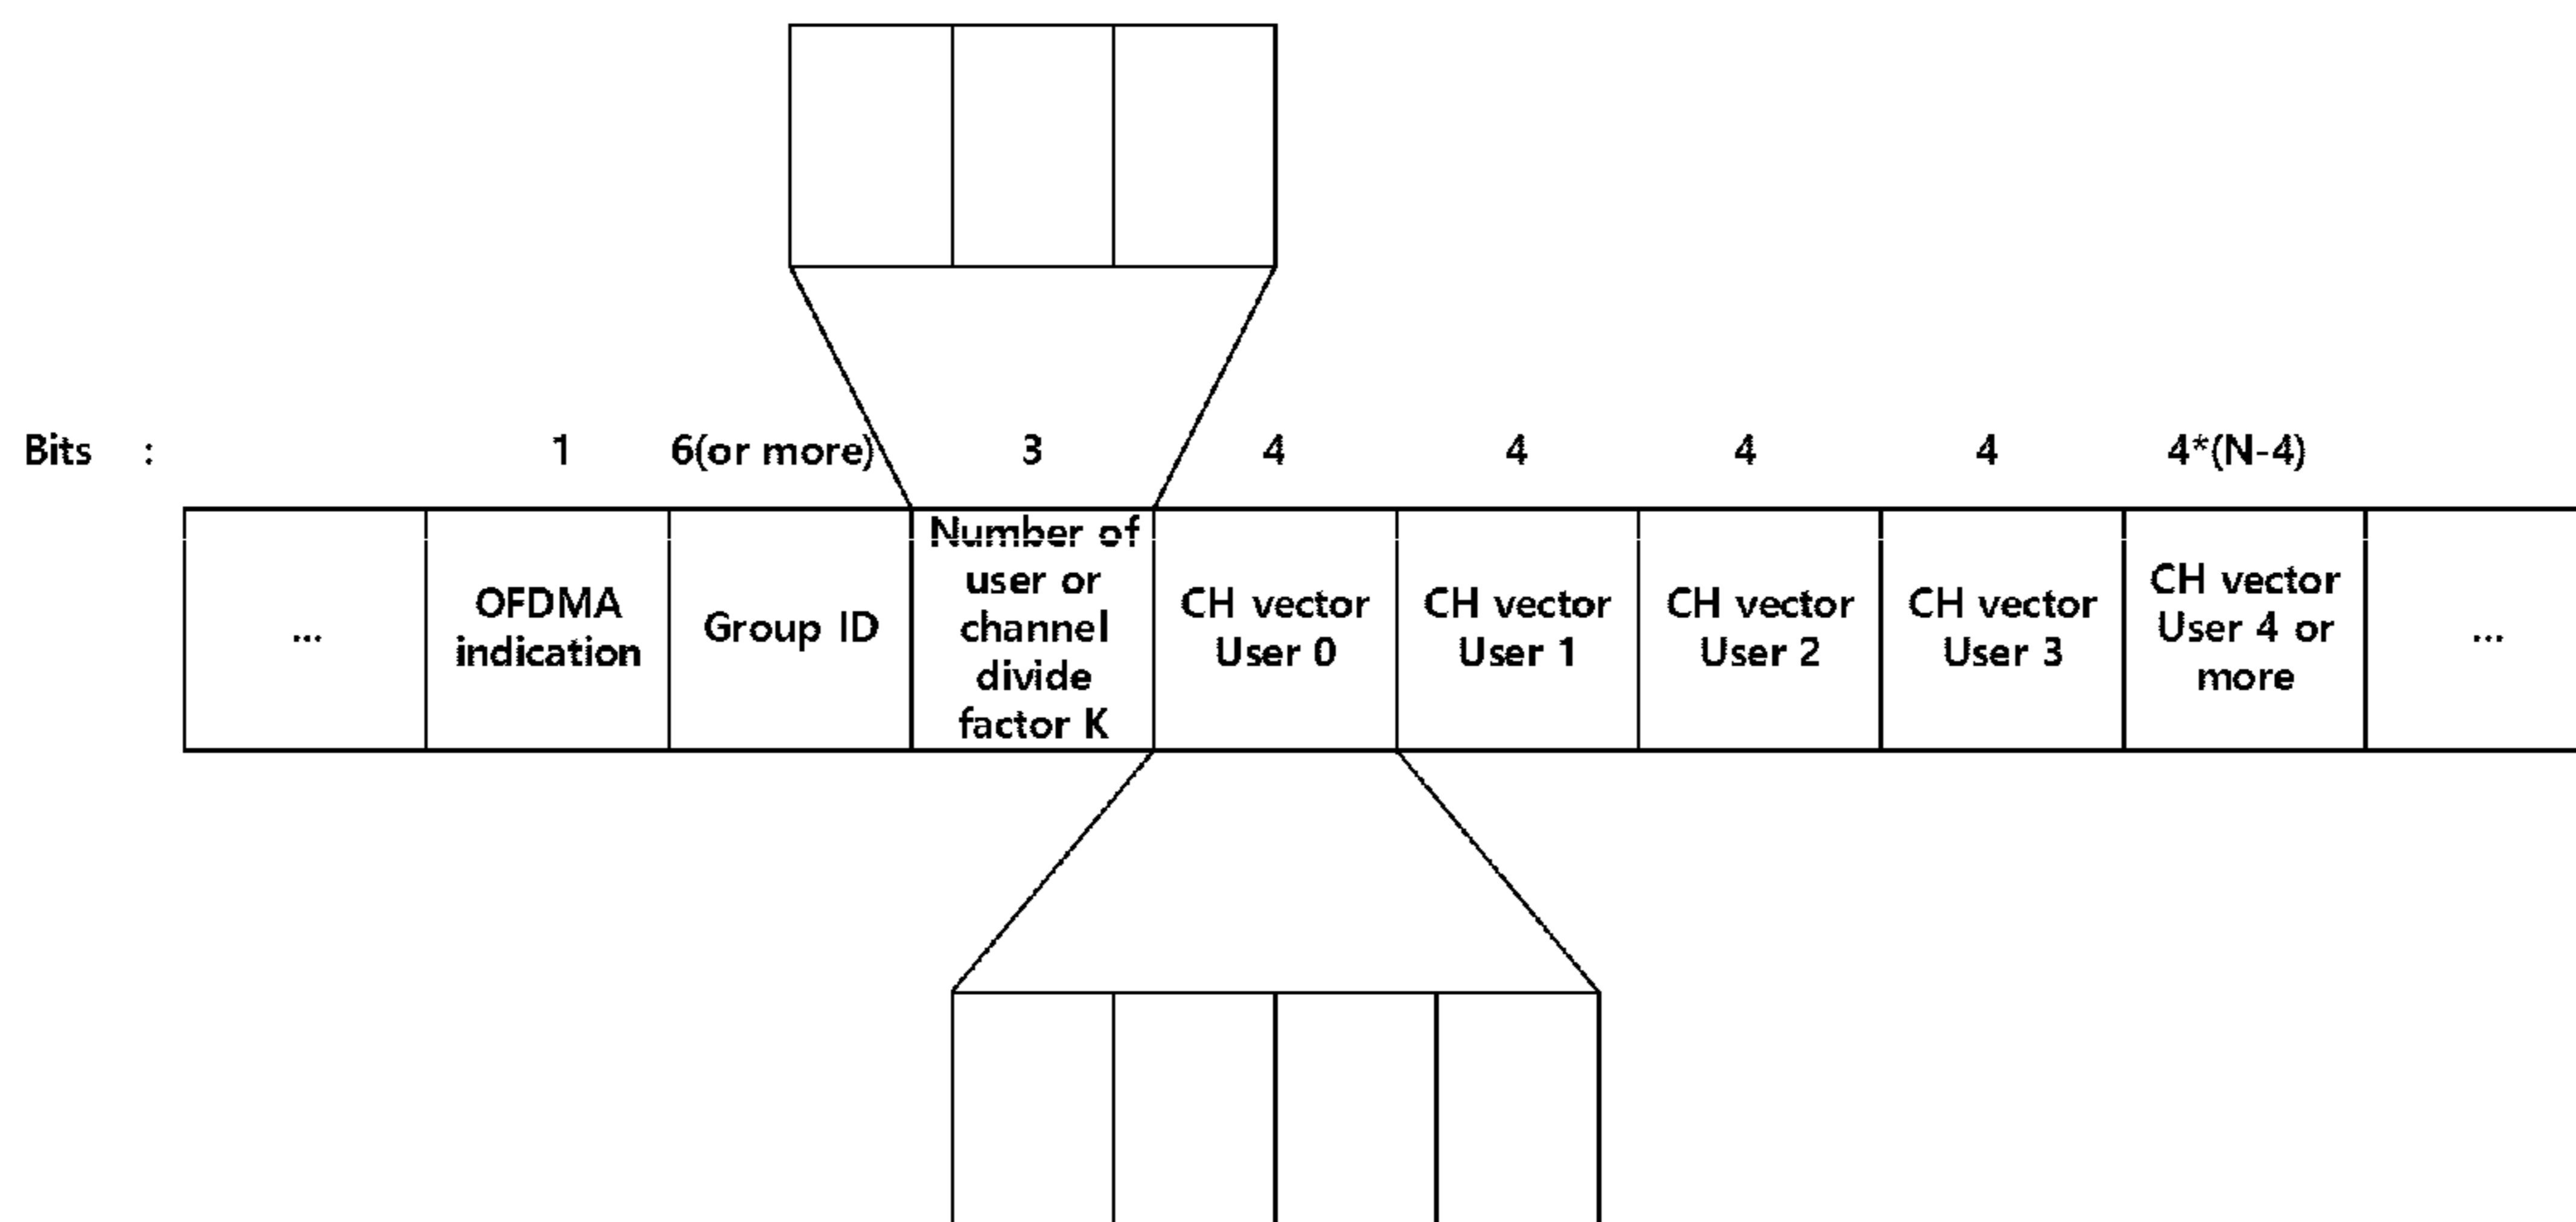 Bits : 1 6(or more) 3 4 4 4 4 4*(N-4)
...
OFDMA
indication
Group ID
Number of
user or
channel
divide
factor K
CH vector
User 0
CH vector
User 1
CH vector
User 2
CH vector
User 3
CH vector
User 4 or
more
...